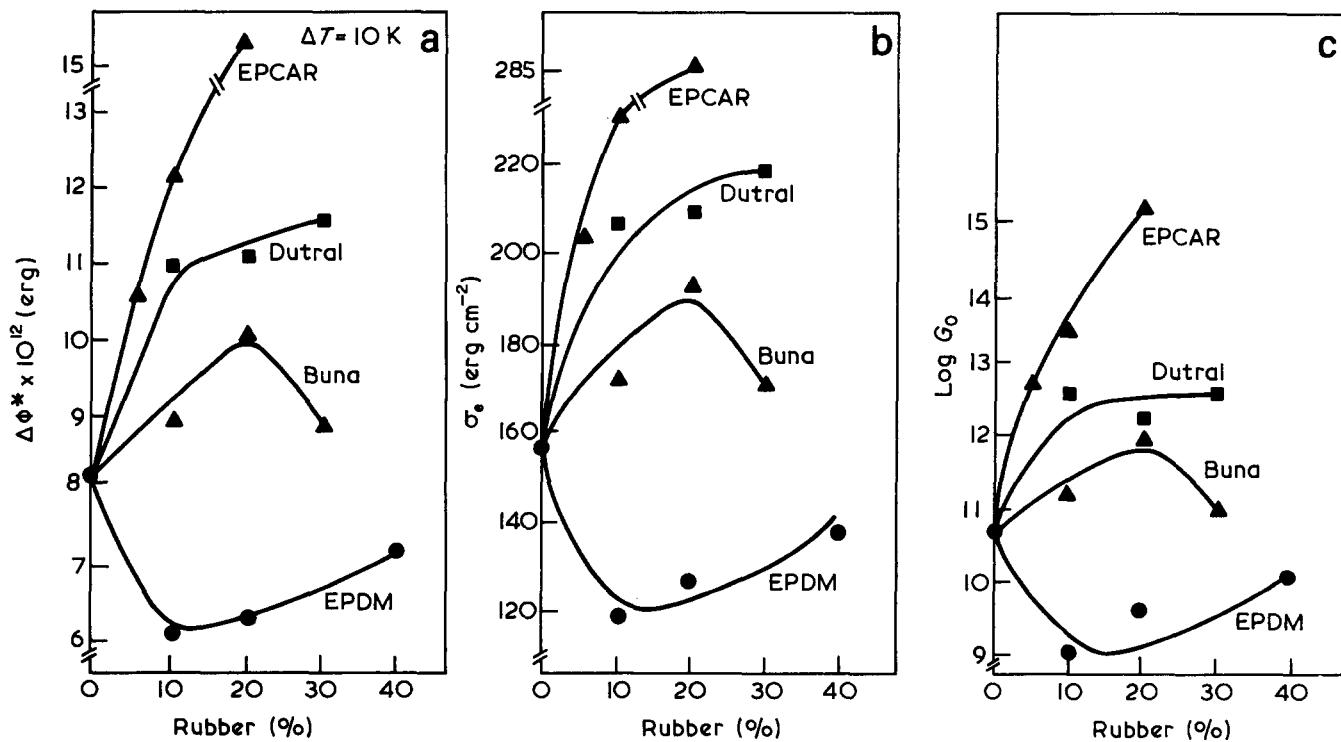 ΔT = 10 K
a
15
13
12
11
10
9
8
7
6
ΔΦ* x 10¹² (erg)
EPCAR
Dutral
Buna
EPDM
0 10 20 30 40
Rubber (%)
b
285
220
200
180
160
140
120
σₑ (erg cm⁻²)
EPCAR
Dutral
Buna
EPDM
0 10 20 30 40
Rubber (%)
c
15
14
13
12
11
10
9
Log G₀
EPCAR
Dutral
Buna
EPDM
0 10 20 30 40
Rubber (%)